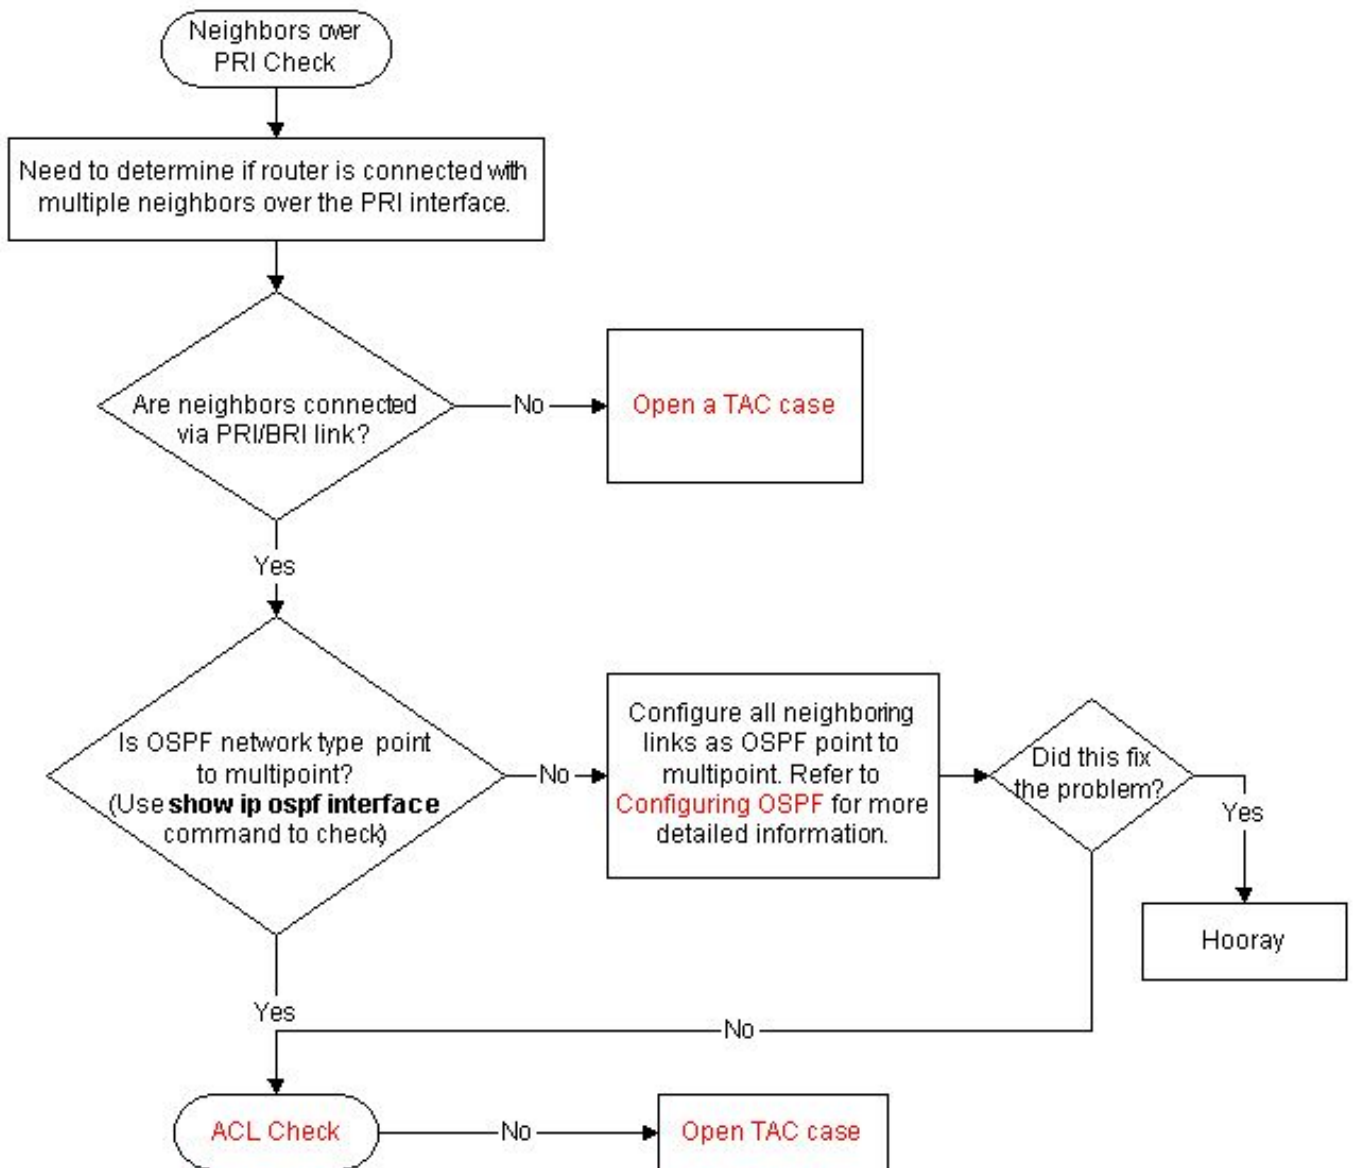 Neighbors over
PRI Check
Need to determine if router is connected with
multiple neighbors over the PRI interface.
Are neighbors connected
via PRI/BRI link?
No
Open a TAC case
Yes
Is OSPF network type point
to multipoint?
(Use show ip ospf interface
command to check)
No
Configure all neighboring
links as OSPF point to
multipoint. Refer to
Configuring OSPF for more
detailed information.
Did this fix
the problem?
Yes
Hooray
Yes
No
ACL Check
No
Open TAC case